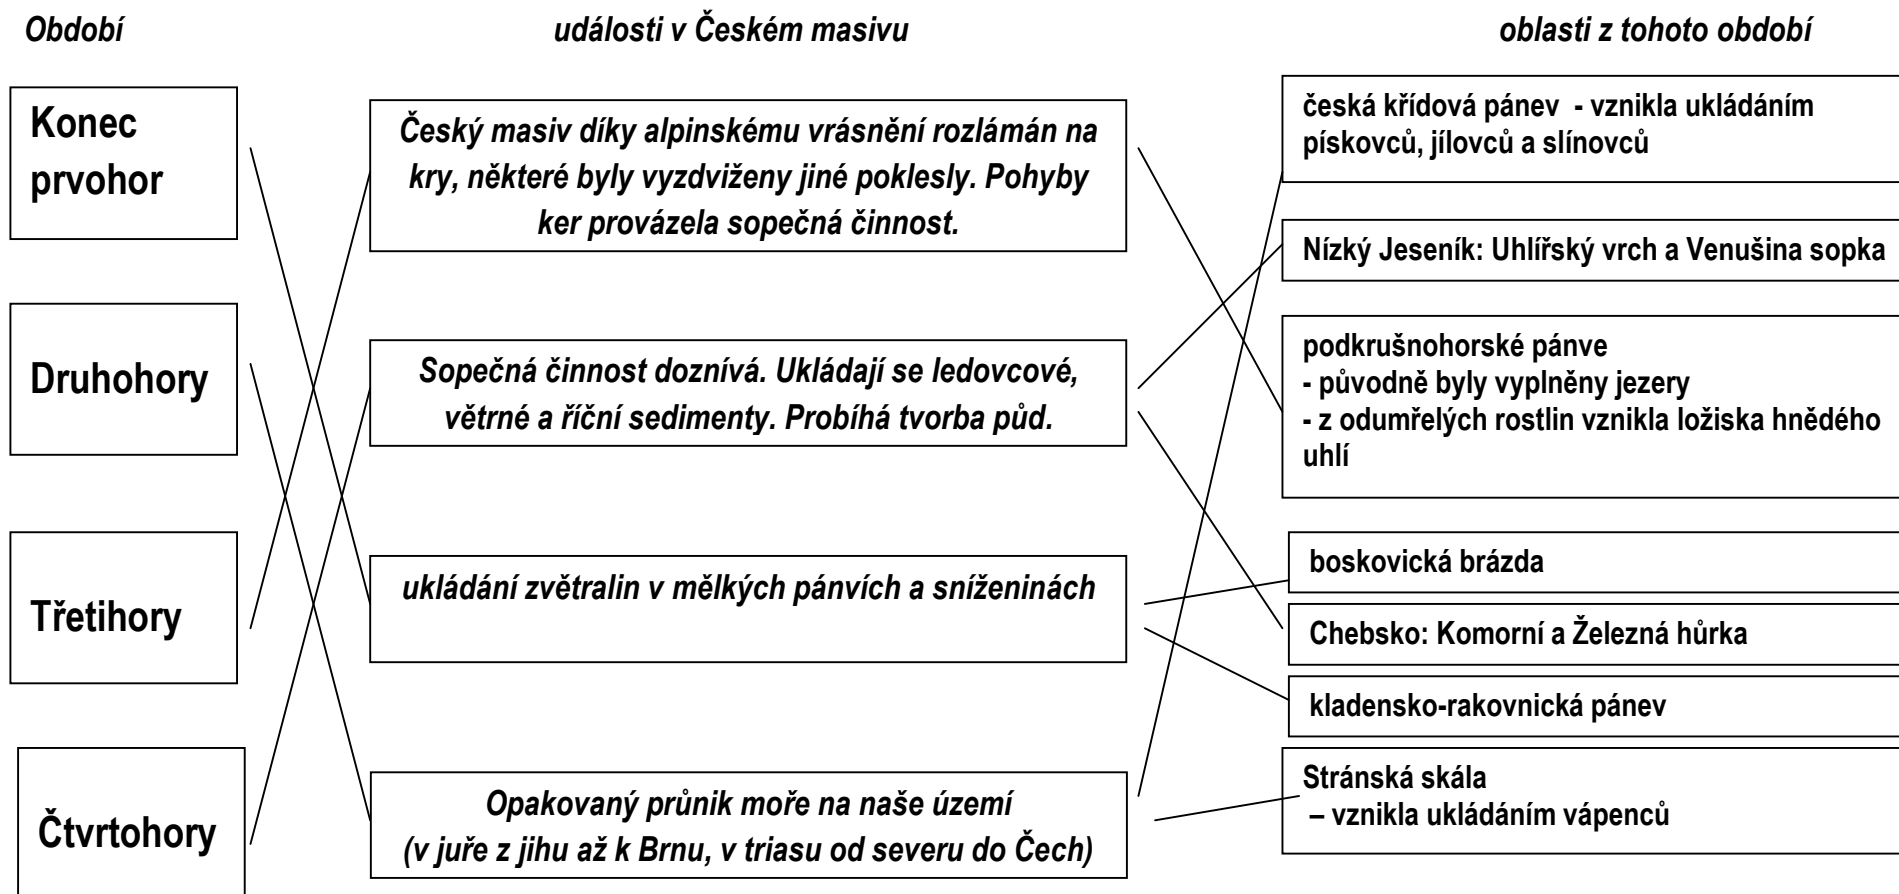 Období
události v Českém masivu
oblasti z tohoto období
Konec
prvohor
Druhohory
Třetihory
Čtvrtohory
Český masiv díky alpinskému vrásnění rozlámán na
kry, některé byly vyzdviženy jiné poklesly. Pohyby
ker provázela sopečná činnost.
Sopečná činnost doznívá. Ukládají se ledovcové,
větrné a říční sedimenty. Probíhá tvorba půd.
ukládání zvětralin v mělkých pánvích a sníženinách
Opakovaný průnik moře na naše území
(v juře z jihu až k Brnu, v triasu od severu do Čech)
česká křídová pánev - vznikla ukládáním
pískovců, jílovců a slínovců
Nízký Jeseník: Uhlířský vrch a Venušina sopka
podkrušnohorské pánve
- původně byly vyplněny jezery
- z odumřelých rostlin vznikla ložiska hnědého
uhlí
boskovická brázda
Chebsko: Komorní a Železná hůrka
kladensko-rakovnická pánev
Stránská skála
– vznikla ukládáním vápenců